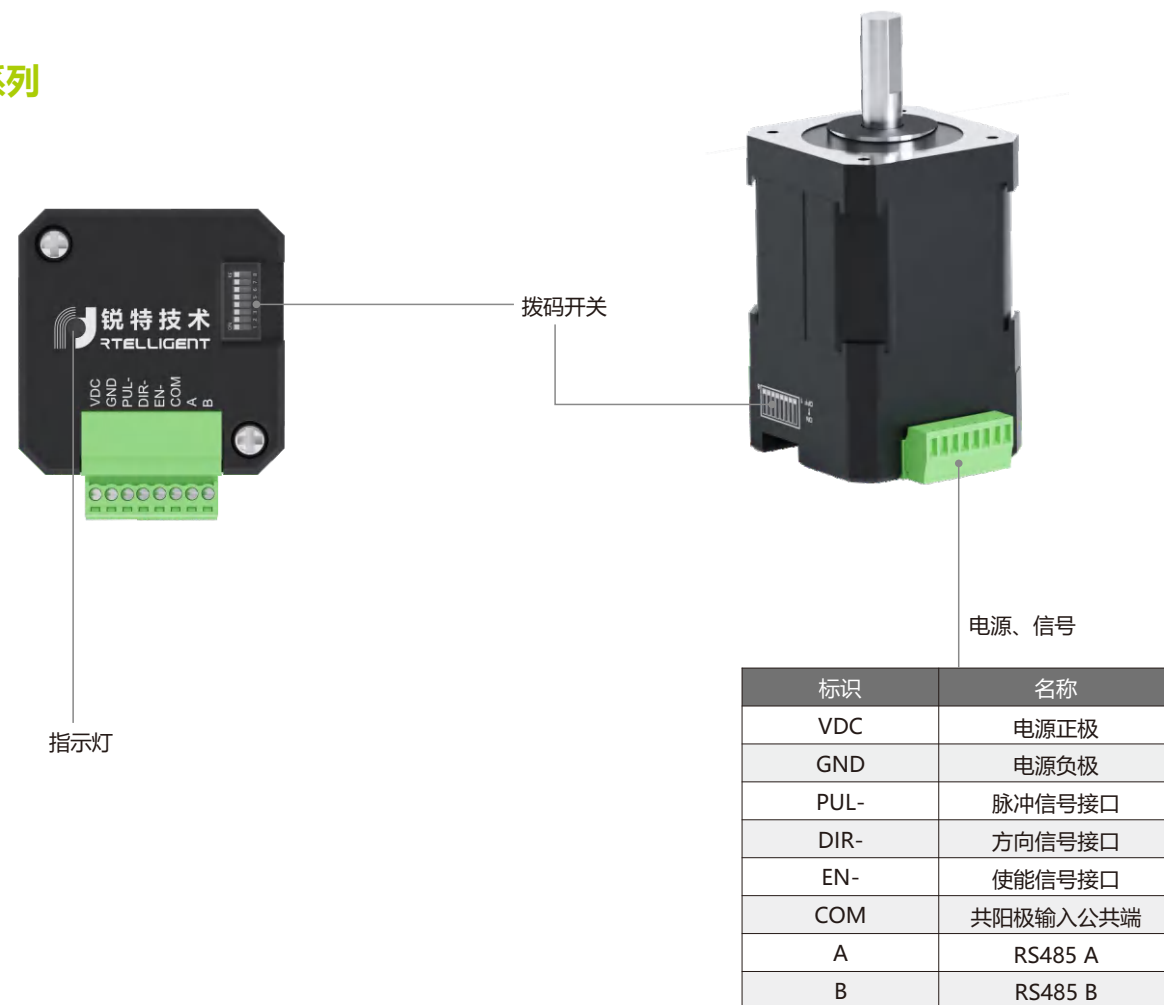 系列
锐特技术
RTELLIGENT
VDC
GND
PUL-
DIR-
EN-
COM
A
B
拨码开关
指示灯
电源、信号
标识 名称
VDC 电源正极
GND 电源负极
PUL- 脉冲信号接口
DIR- 方向信号接口
EN- 使能信号接口
COM 共阳极输入公共端
A RS485 A
B RS485 B